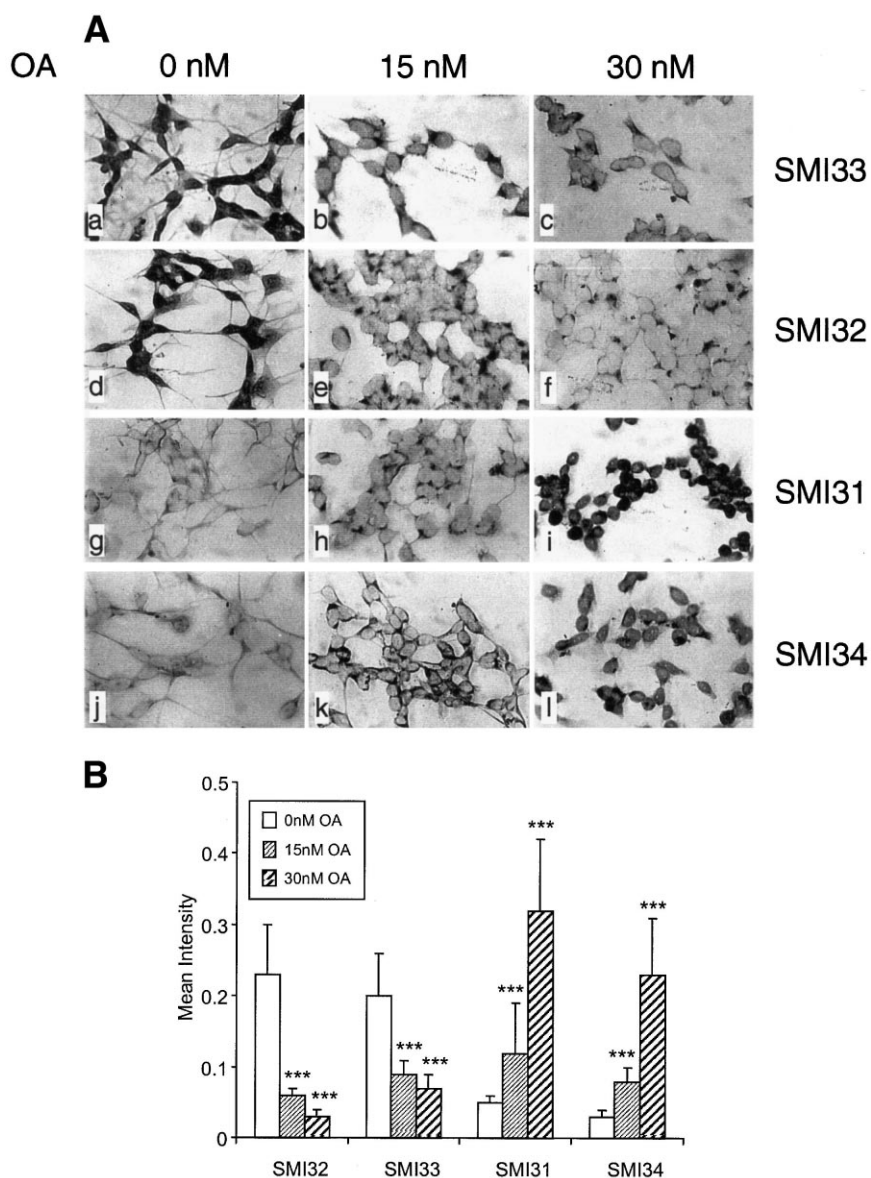 A
OA 0 nM 15 nM 30 nM
a b c SMI33
d e f SMI32
g h i SMI31
j k l SMI34
B
Mean Intensity
0.5
0.4
0.3
0.2
0.1
0
0nM OA
15nM OA
30nM OA
*** *** *** *** *** *** *** ***
SMI32 SMI33 SMI31 SMI34